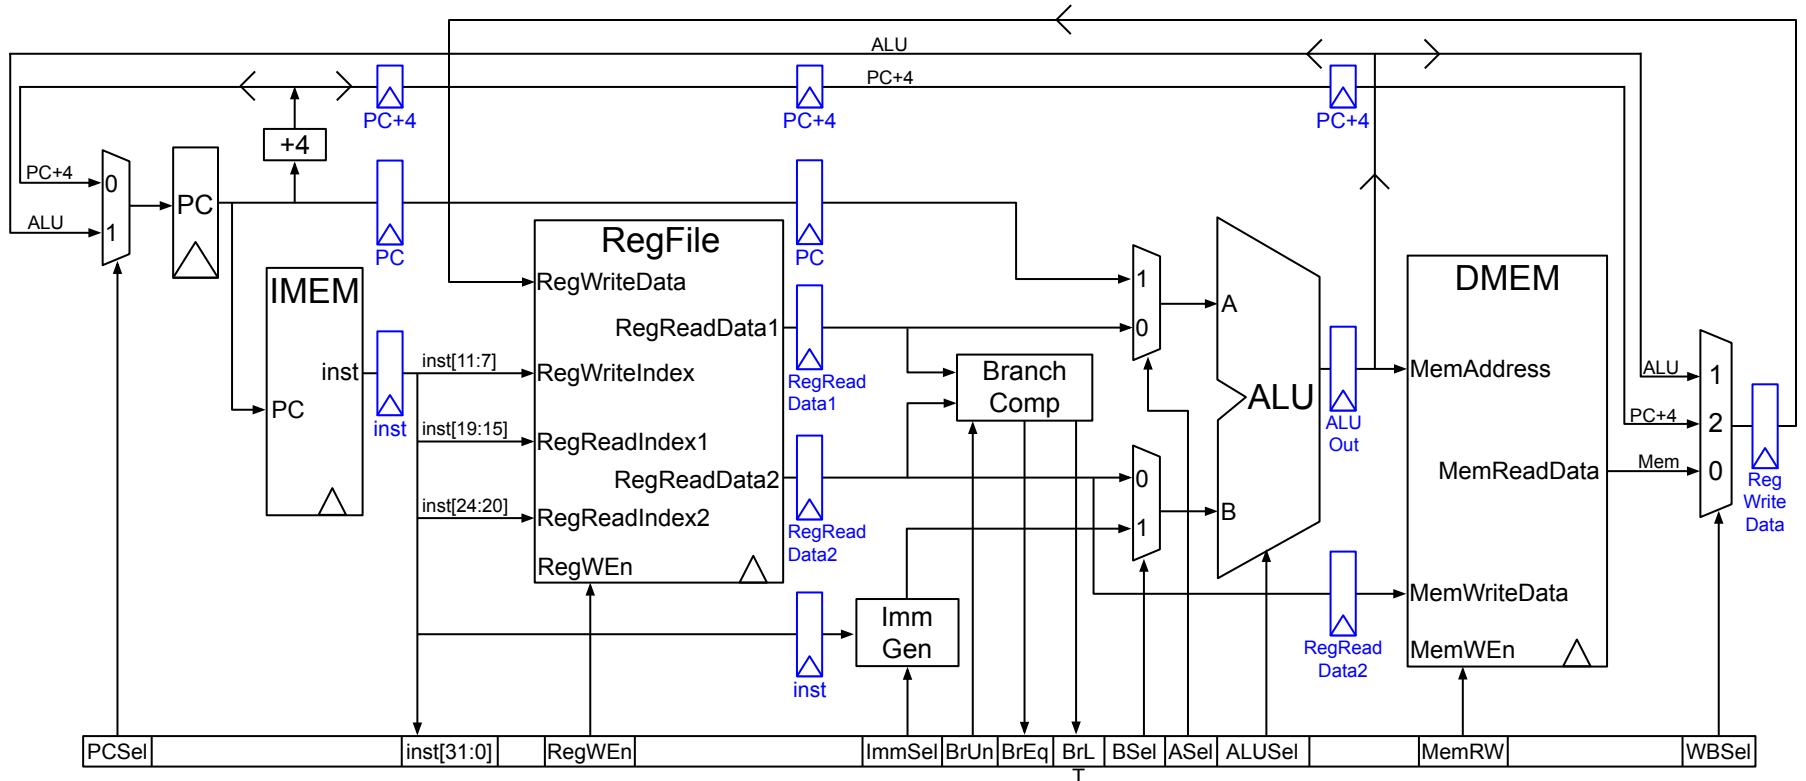 ALU
PC+4
PC+4
PC+4
PC+4
+4
PC+4
0
PC
ALU
1
PC
PC
RegFile
IMEM
RegWriteData
1
DMEM
A
RegReadData1
0
inst
inst[11:7]
RegWriteIndex
RegRead
Data1
Branch
Comp
ALU
MemAddress
ALU
1
PC
inst
ALU
Out
PC+4
2
inst[19:15]
RegReadIndex1
RegReadData2
0
MemReadData
Mem
0
Reg
Write
Data
inst[24:20]
RegReadIndex2
RegRead
Data2
1
B
RegWEn
MemWriteData
Imm
Gen
RegRead
Data2
MemWEn
inst
PCSel
inst[31:0]
RegWEn
ImmSel
BrUn
BrEq
BrL
T
BSel
ASel
ALUSel
MemRW
WBSel